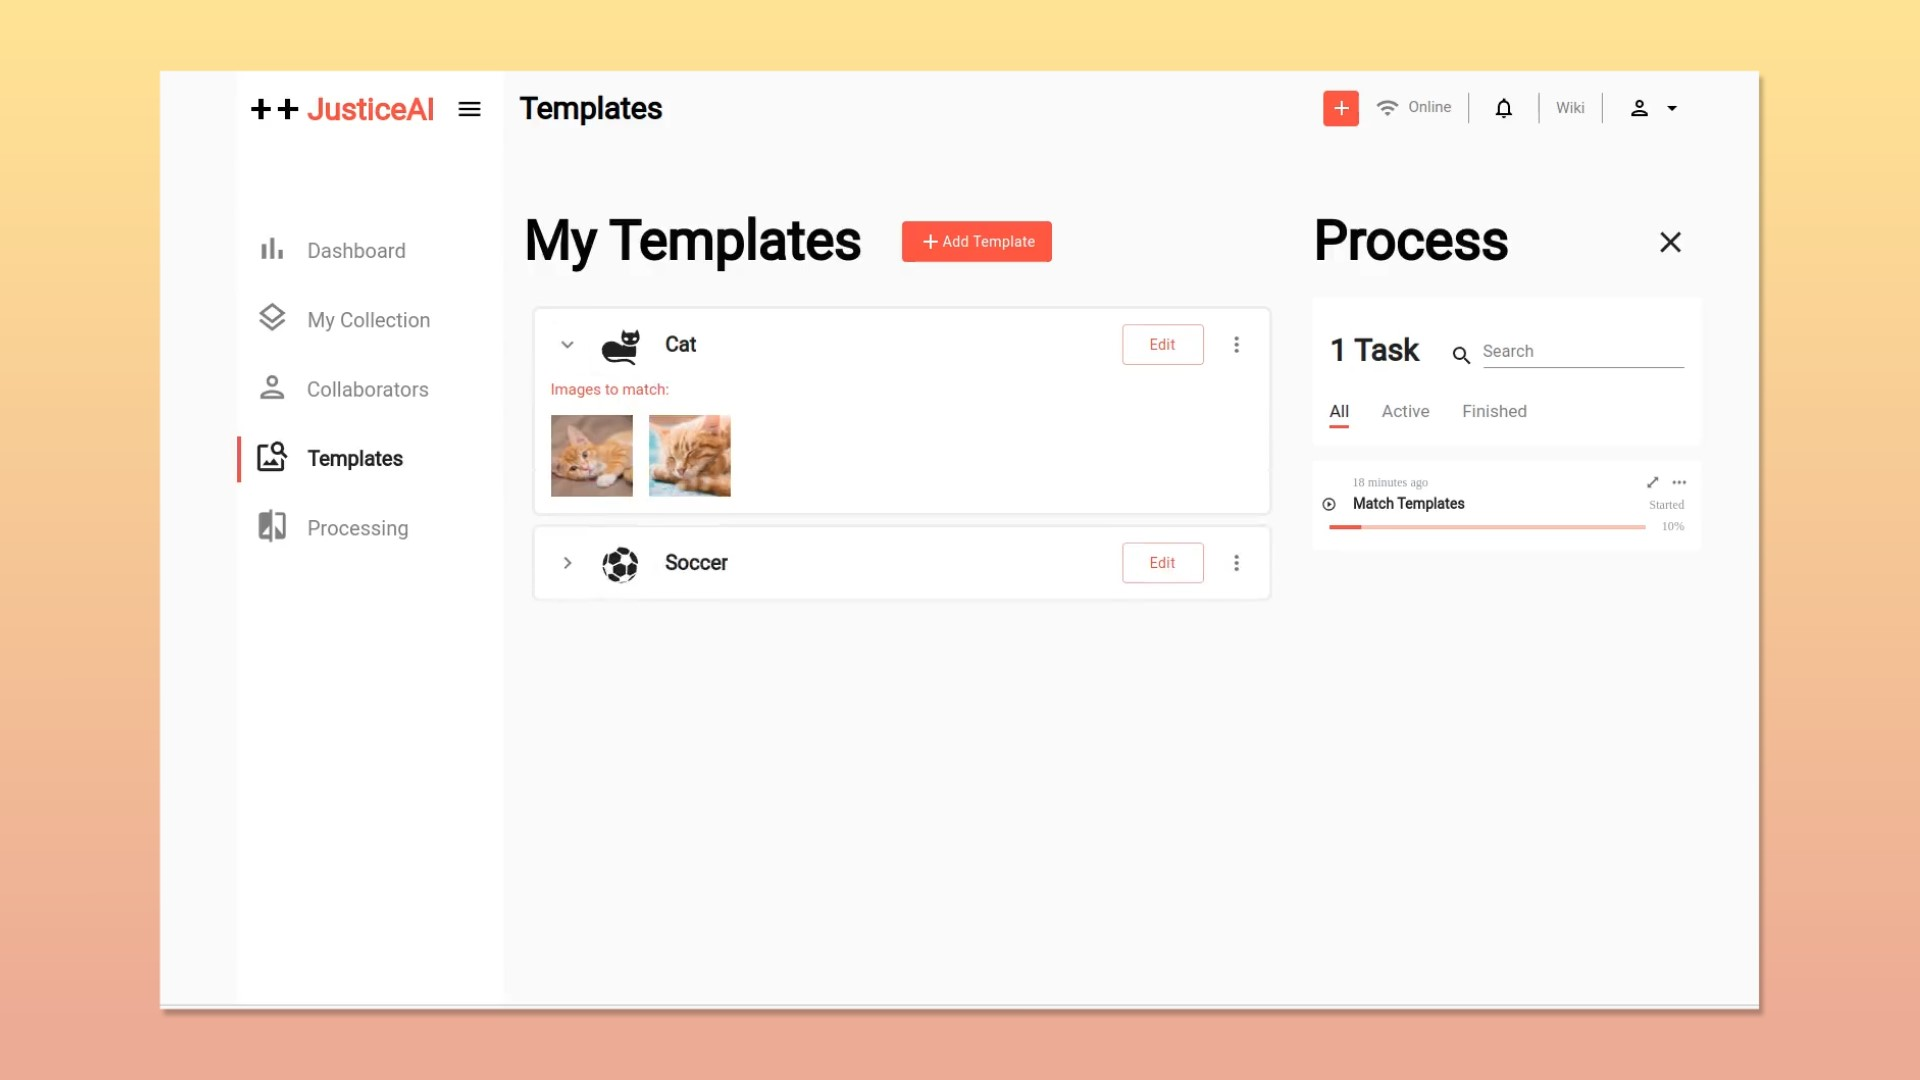 ++ JusticeAI
Templates
Online
Wiki
Dashboard
My Collection
Collaborators
Templates
Processing
My Templates
+ Add Template
Cat
Edit
Images to match:
Soccer
Edit
Process
1 Task
Search
All Active Finished
18 minutes ago
Match Templates
Started
10%